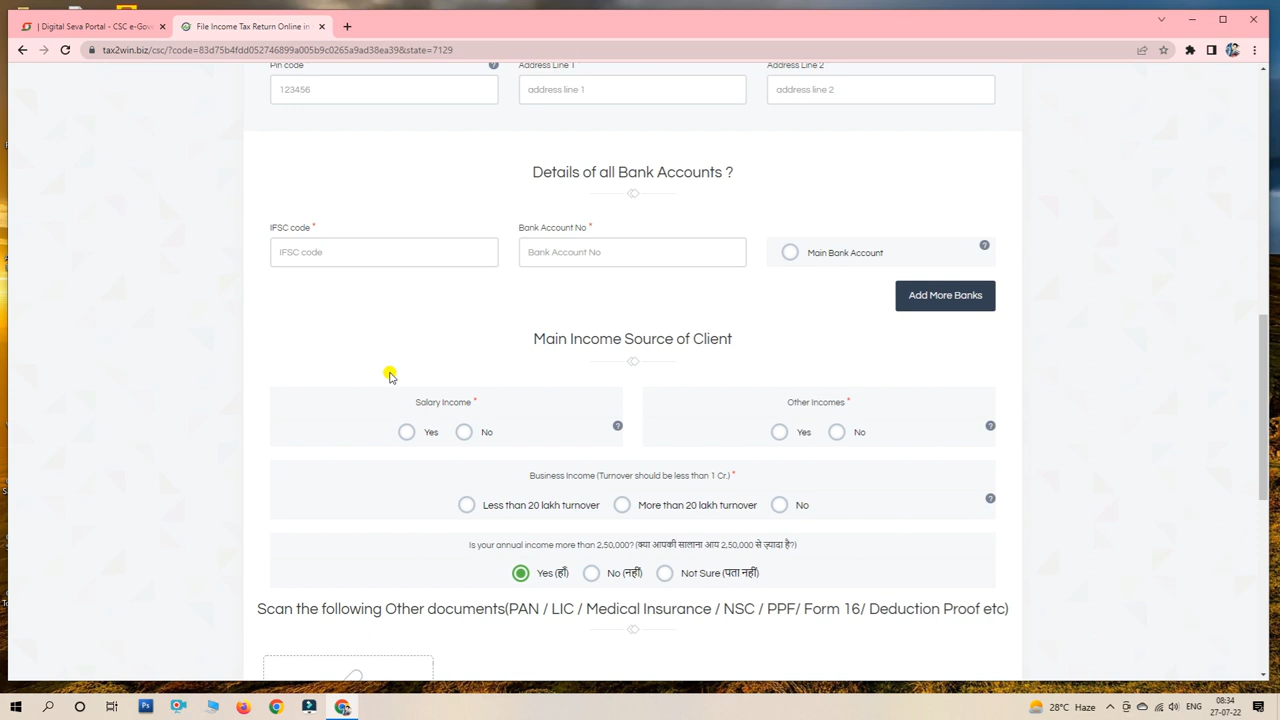 | Digital Seva Portal - CSC e-Gove
File Income Tax Return Online in
tax2win.biz/csc/?code=83d75b4fdd052746899a005b9c0265a9ad38ea39&state=7129
Pin code
Address Line 1
Address Line 2
123456
address line 1
address line 2
Details of all Bank Accounts ?
IFSC code *
Bank Account No *
IFSC code
Bank Account No
Main Bank Account
Add More Banks
Main Income Source of Client
Salary Income *
Other Incomes *
Yes
No
Yes
No
Business Income (Turnover should be less than 1 Cr.) *
Less than 20 lakh turnover
More than 20 lakh turnover
No
Is your annual income more than 2,50,000? (क्या आपकी सालाना आय 2,50,000 से ज़्यादा है?)
Yes (हाँ)
No (नहीं)
Not Sure (पता नहीं)
Scan the following Other documents(PAN / LIC / Medical Insurance / NSC / PPF/ Form 16/ Deduction Proof etc)
Ps
28°C Haze
ENG
08:34
27-07-22